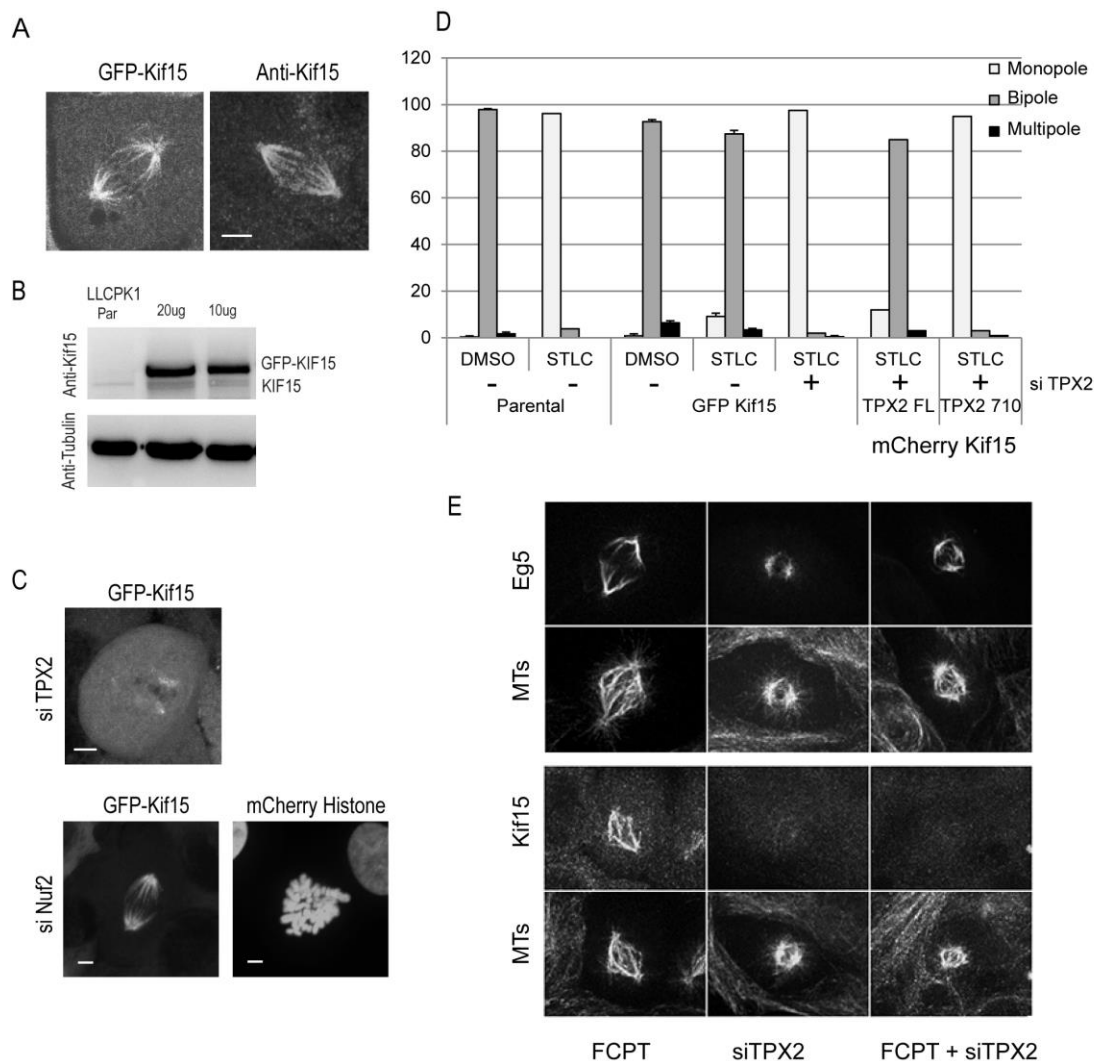 A
GFP-Kif15 Anti-Kif15
B
LLCPK1
Par
20ug 10ug
Anti-Kif15
GFP-KIF15
KIF15
Anti-Tubulin
C
GFP-Kif15
si TPX2
GFP-Kif15 mCherry Histone
si Nuf2
D
120
100
80
60
40
20
0
Monopole
Bipole
Multipole
DMSO STLC DMSO STLC STLC STLC STLC
- - - - + + + si TPX2
Parental GFP Kif15 TPX2 FL TPX2 710
mCherry Kif15
E
Eg5
MTs
Kif15
MTs
FCPT siTPX2 FCPT + siTPX2